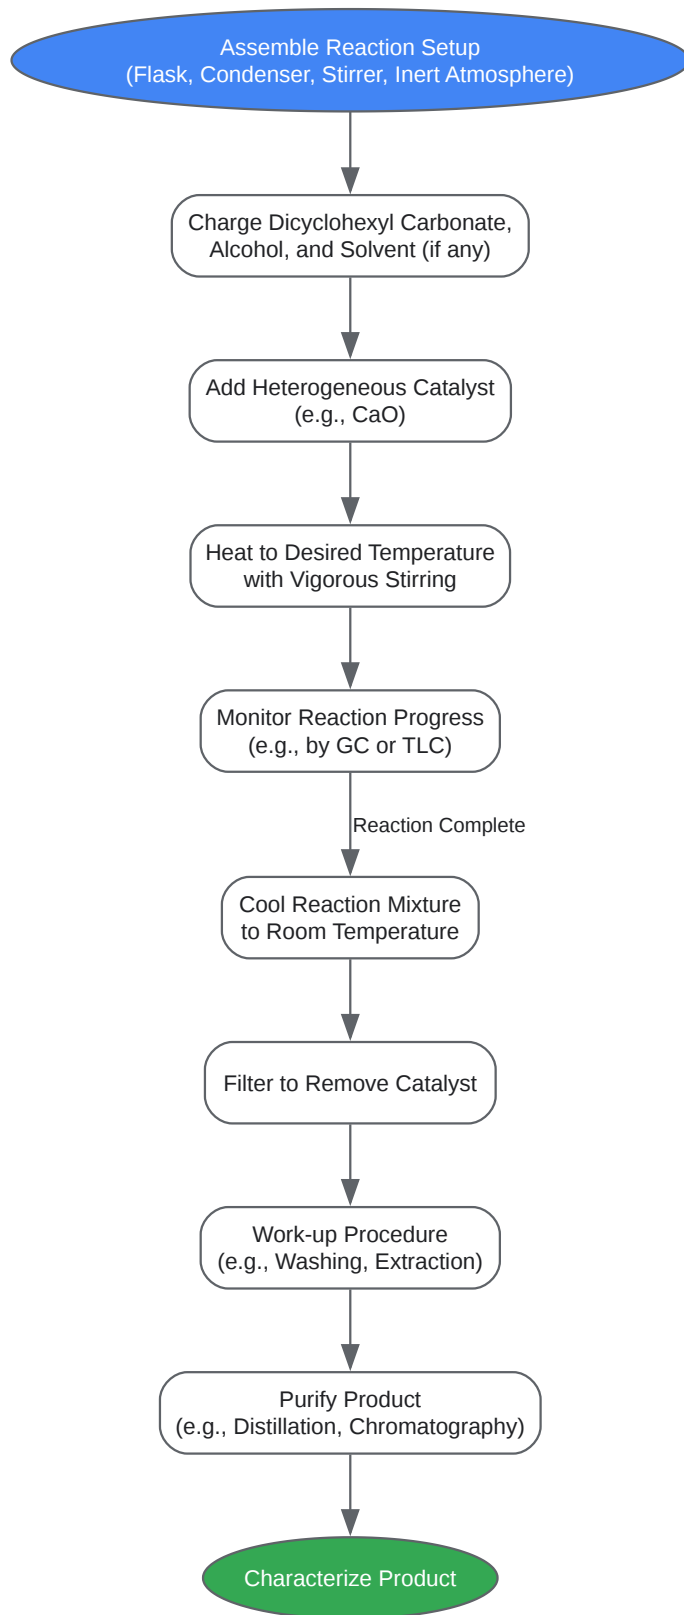 Assemble Reaction Setup
(Flask, Condenser, Stirrer, Inert Atmosphere)
Charge Dicyclohexyl Carbonate,
Alcohol, and Solvent (if any)
Add Heterogeneous Catalyst
(e.g., CaO)
Heat to Desired Temperature
with Vigorous Stirring
Monitor Reaction Progress
(e.g., by GC or TLC)
Reaction Complete
Cool Reaction Mixture
to Room Temperature
Filter to Remove Catalyst
Work-up Procedure
(e.g., Washing, Extraction)
Purify Product
(e.g., Distillation, Chromatography)
Characterize Product